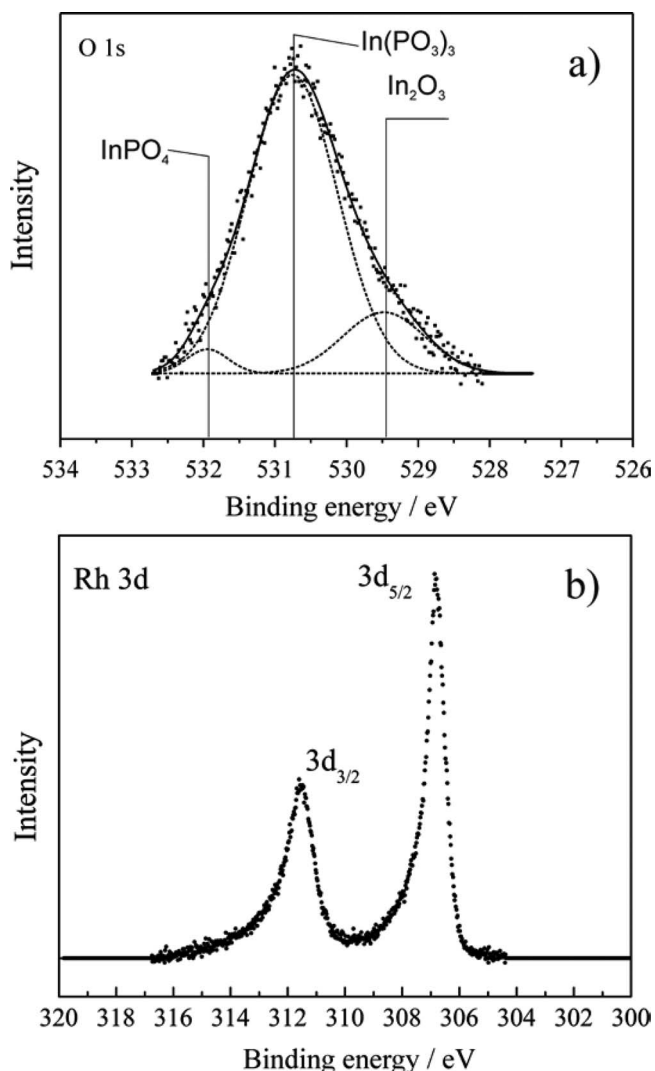 O 1s
In(PO₃)₃
a)
In₂O₃
InPO₄
Intensity
534 533 532 531 530 529 528 527 526
Binding energy / eV
Rh 3d
3d₅/₂
b)
3d₃/₂
Intensity
320 318 316 314 312 310 308 306 304 302 300
Binding energy / eV